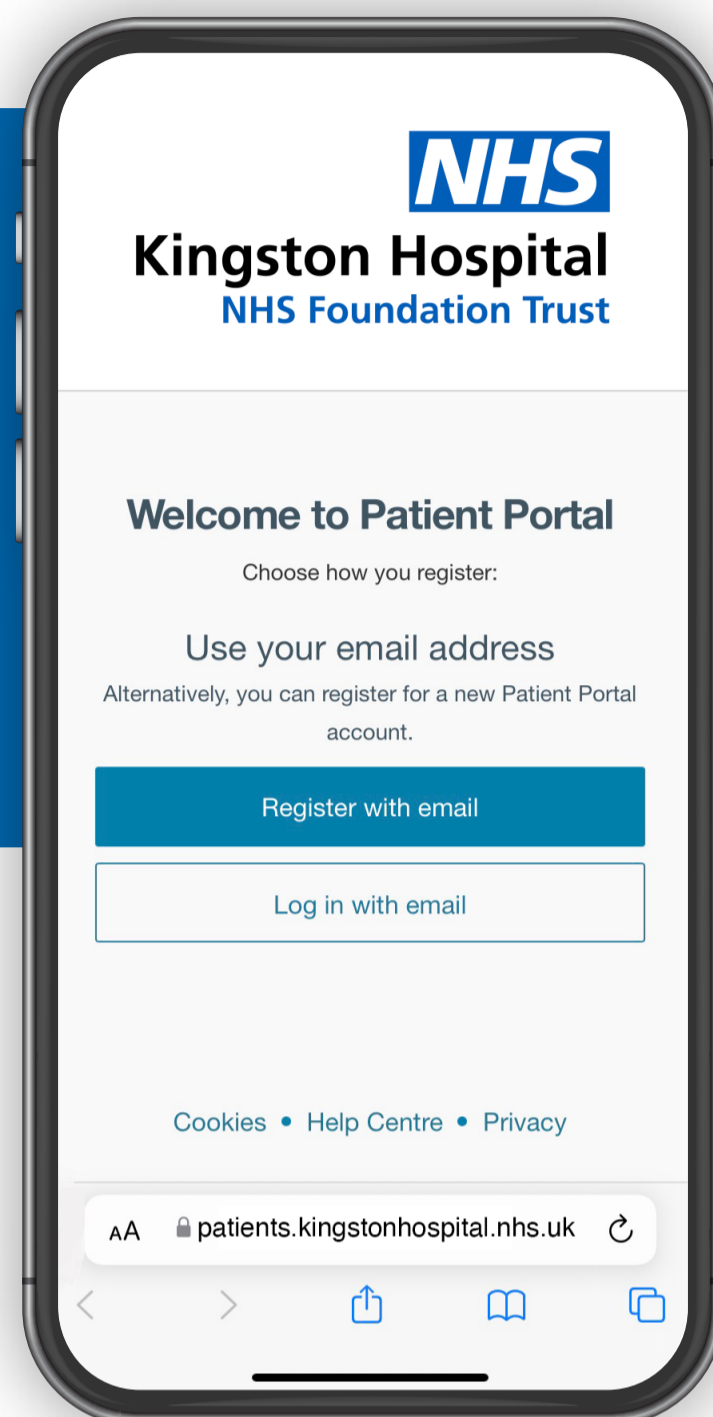 NHS
Kingston Hospital
NHS Foundation Trust
Welcome to Patient Portal
Choose how you register:
Use your email address
Alternatively, you can register for a new Patient Portal
account.
Register with email
Log in with email
Cookies • Help Centre • Privacy
AA patients.kingstonhospital.nhs.uk